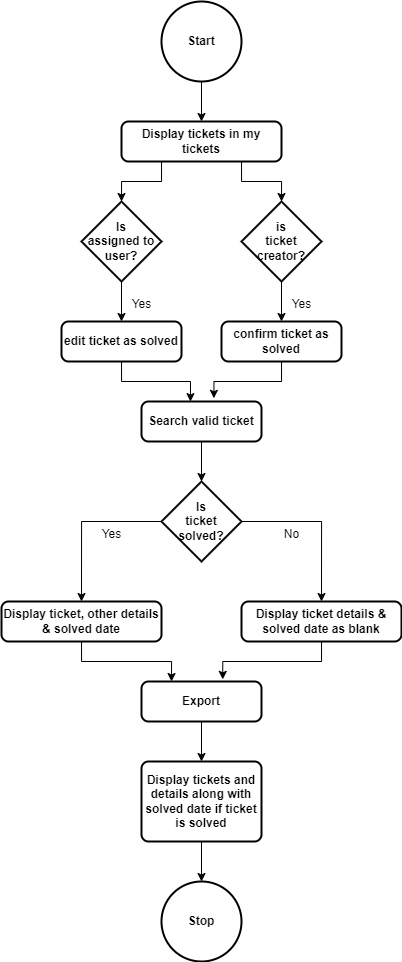 Start
Display tickets in my
tickets
Is
assigned to
user?
is
ticket
creator?
Yes
Yes
edit ticket as solved
confirm ticket as
solved
Search valid ticket
Is
ticket
solved?
Yes
No
Display ticket, other details
& solved date
Display ticket details &
solved date as blank
Export
Display tickets and
details along with
solved date if ticket
is solved
Stop